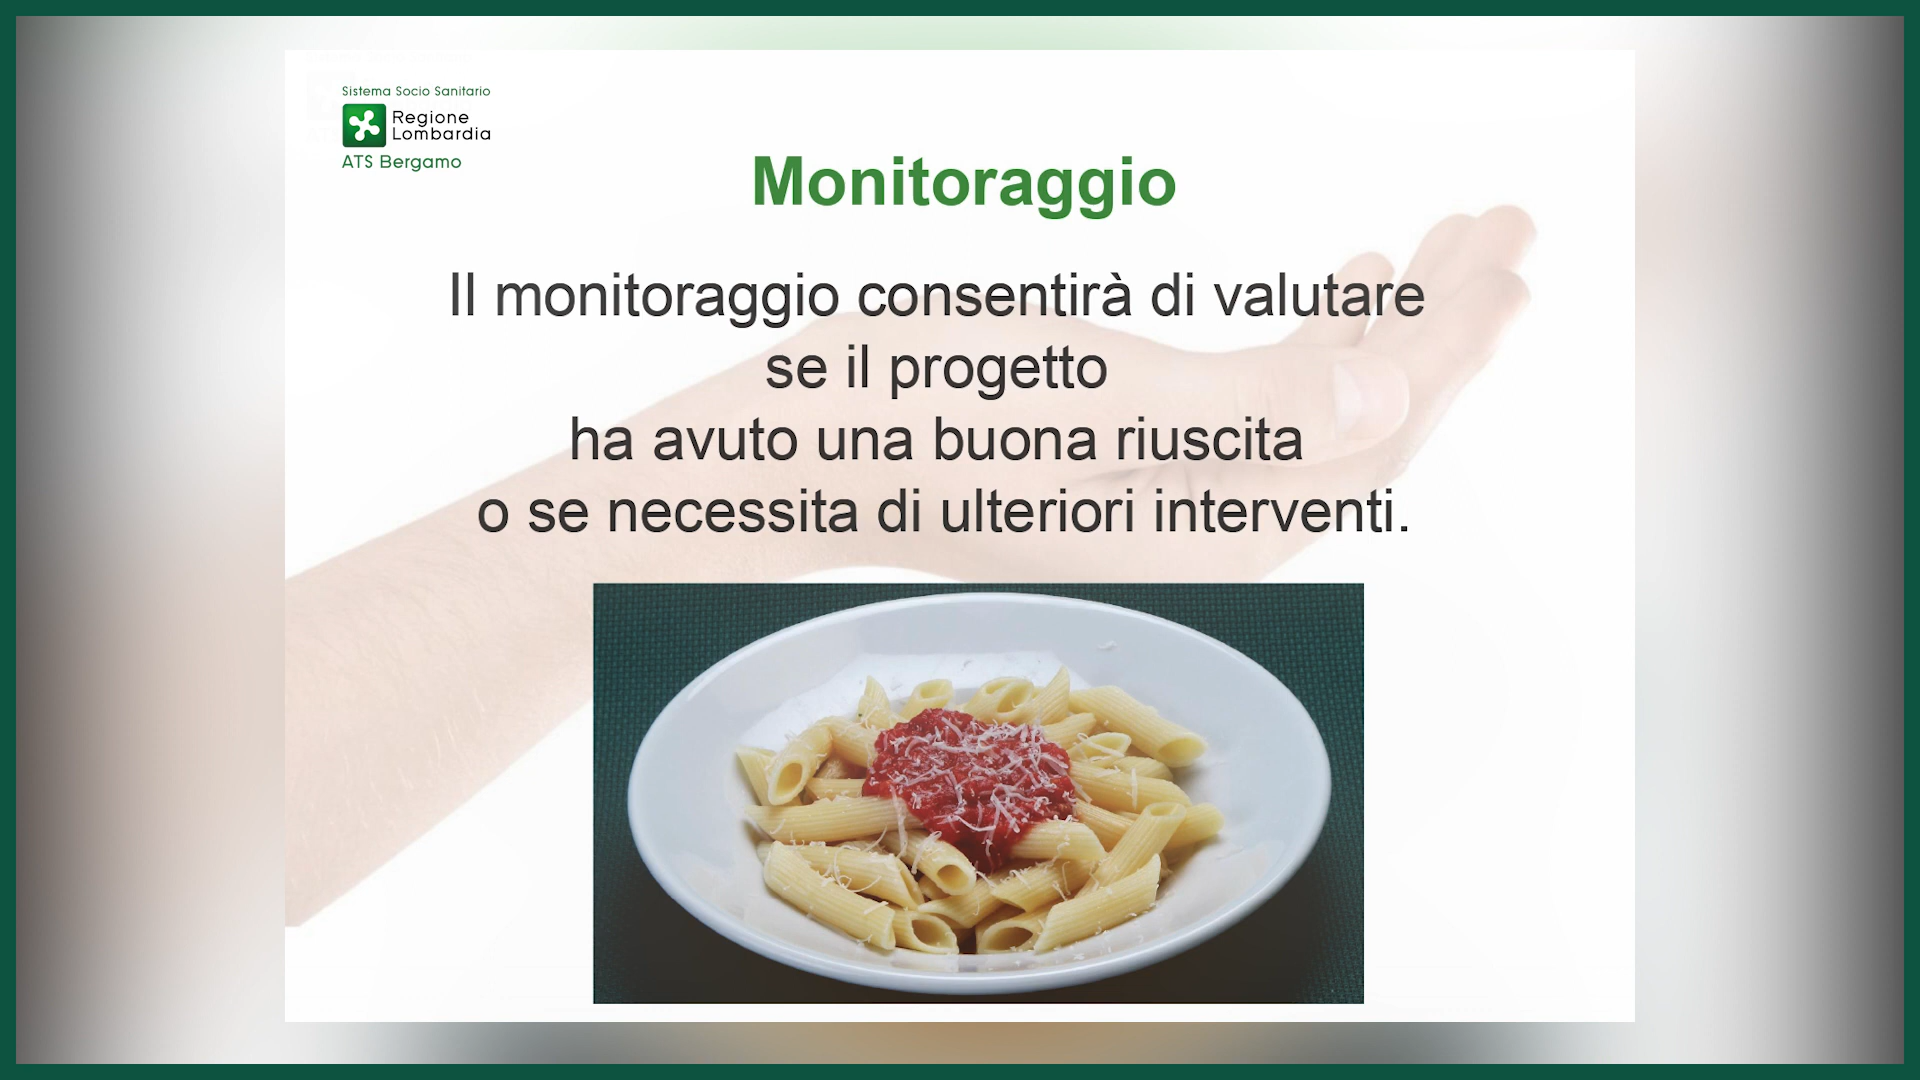 Sistema Socio Sanitario
Regione
Lombardia
ATS Bergamo
Monitoraggio
Il monitoraggio consentirà di valutare
se il progetto
ha avuto una buona riuscita
o se necessita di ulteriori interventi.